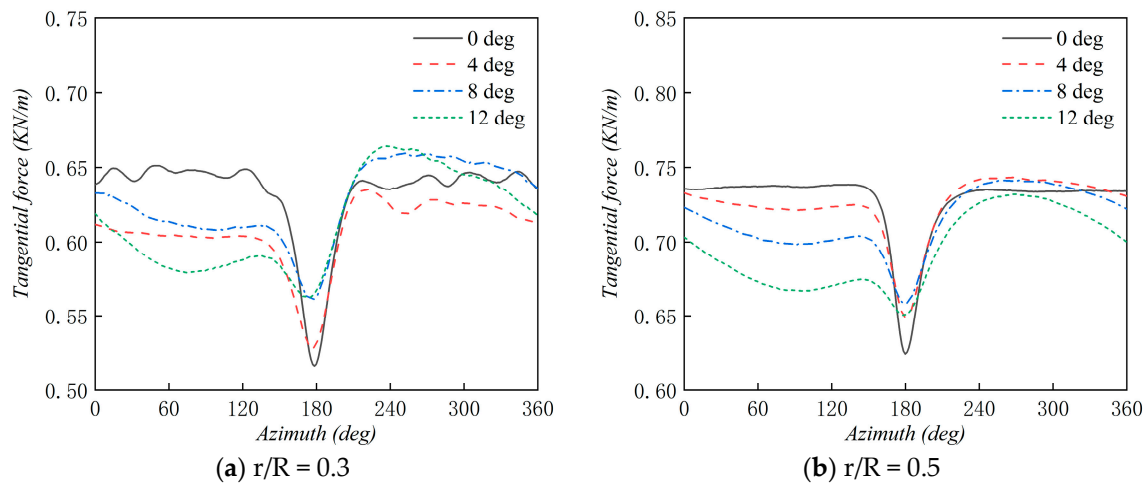 Tangential force (KN/m)
0.75
0.70
0.65
0.60
0.55
0.50
0 deg
4 deg
8 deg
12 deg
0 60 120 180 240 300 360
Azimuth (deg)
(a) r/R = 0.3
Tangential force (KN/m)
0.85
0.80
0.75
0.70
0.65
0.60
0 deg
4 deg
8 deg
12 deg
0 60 120 180 240 300 360
Azimuth (deg)
(b) r/R = 0.5